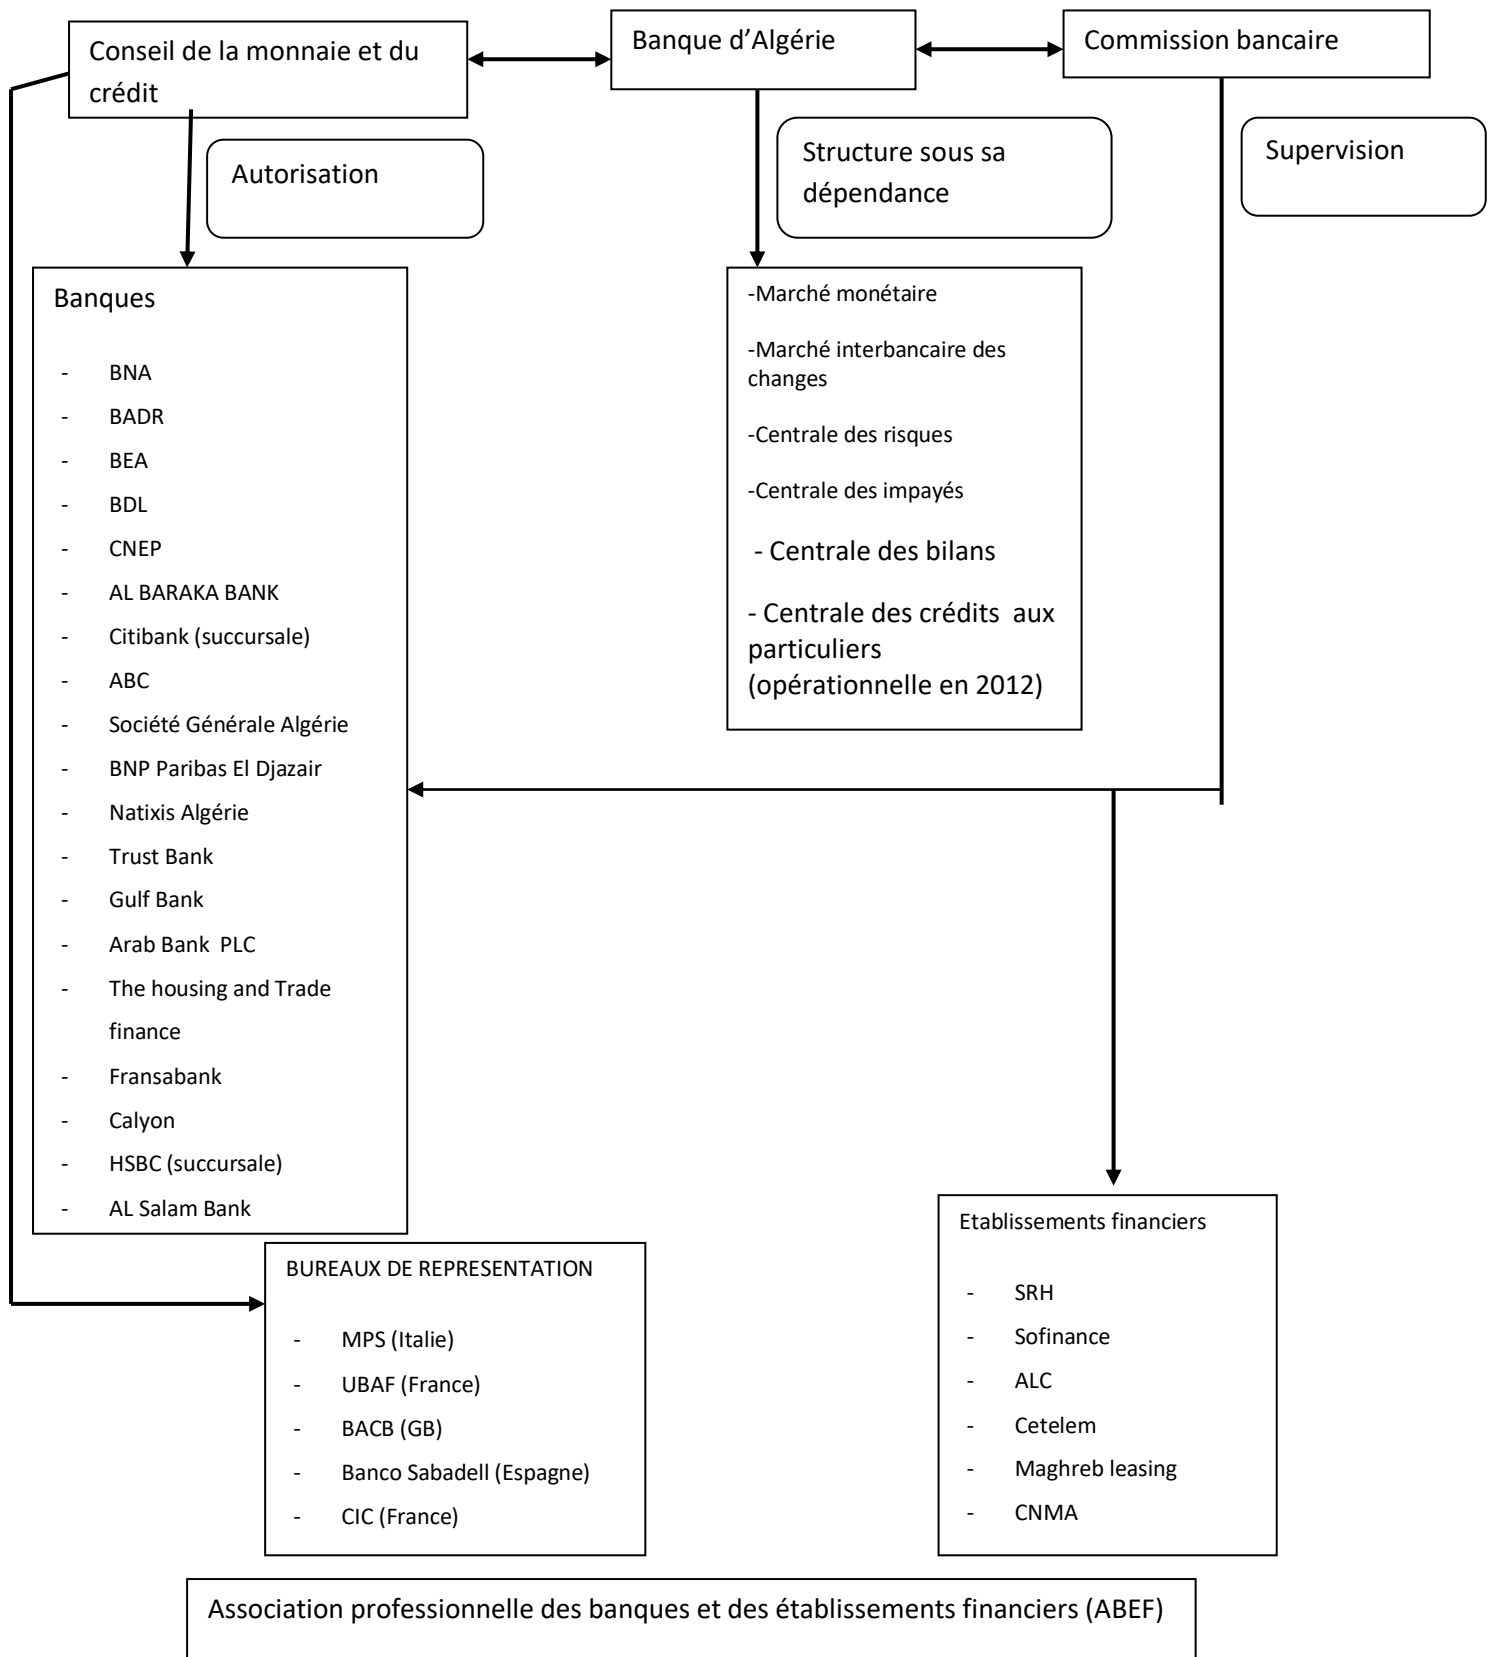 Conseil de la monnaie et du
crédit
Banque d’Algérie
Commission bancaire
Autorisation
Structure sous sa
dépendance
Supervision
Banques
- BNA
- BADR
- BEA
- BDL
- CNEP
- AL BARAKA BANK
- Citibank (succursale)
- ABC
- Société Générale Algérie
- BNP Paribas El Djazair
- Natixis Algérie
- Trust Bank
- Gulf Bank
- Arab Bank PLC
- The housing and Trade
finance
- Fransabank
- Calyon
- HSBC (succursale)
- AL Salam Bank
-Marché monétaire
-Marché interbancaire des
changes
-Centrale des risques
-Centrale des impayés
- Centrale des bilans
- Centrale des crédits aux
particuliers
(opérationnelle en 2012)
BUREAUX DE REPRESENTATION
- MPS (Italie)
- UBAF (France)
- BACB (GB)
- Banco Sabadell (Espagne)
- CIC (France)
Etablissements financiers
- SRH
- Sofinance
- ALC
- Cetelem
- Maghreb leasing
- CNMA
Association professionnelle des banques et des établissements financiers (ABEF)